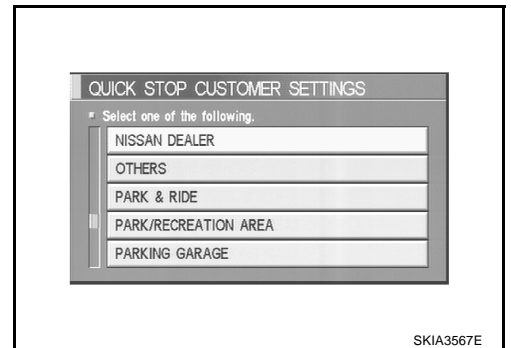 QUICK STOP CUSTOMER SETTINGS
Select one of the following.
NISSAN DEALER
OTHERS
PARK & RIDE
PARK/RECREATION AREA
PARKING GARAGE
SKIA3567E